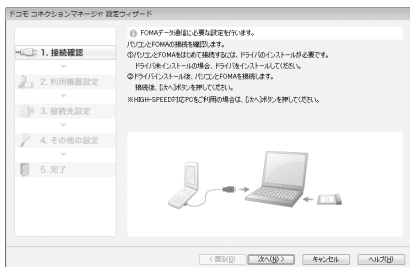 ドコモ コネクションマネージャ 設定ウィザード
FOMAデータ通信に必要な設定を行います。
パソコンとFOMAの接続を確認します。
①パソコンとFOMAをはじめて接続するには、ドライバのインストールが必要です。
ドライバ未インストールの場合、ドライバをインストールしてください。
②ドライバインストール後、パソコンとFOMAを接続します。
接続後、[次へ]ボタンを押してください。
※HIGH-SPEED対応PCをご利用の場合は、[次へ]ボタンを押してください。
1. 接続確認
2. 利用機器設定
3. 接続先設定
4. その他の設定
5. 完了
< 戻る(B)
次へ(N) >
キャンセル
ヘルプ(H)